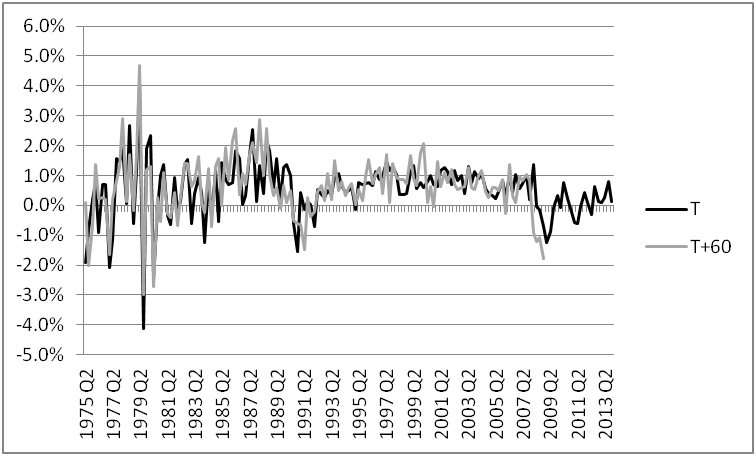 6.0%
5.0%
4.0%
3.0%
2.0%
1.0%
0.0%
-1.0%
-2.0%
-3.0%
-4.0%
-5.0%
1975 Q2
1977 Q2
1979 Q2
1981 Q2
1983 Q2
1985 Q2
1987 Q2
1989 Q2
1991 Q2
1993 Q2
1995 Q2
1997 Q2
1999 Q2
2001 Q2
2003 Q2
2005 Q2
2007 Q2
2009 Q2
2011 Q2
2013 Q2
T
T+60